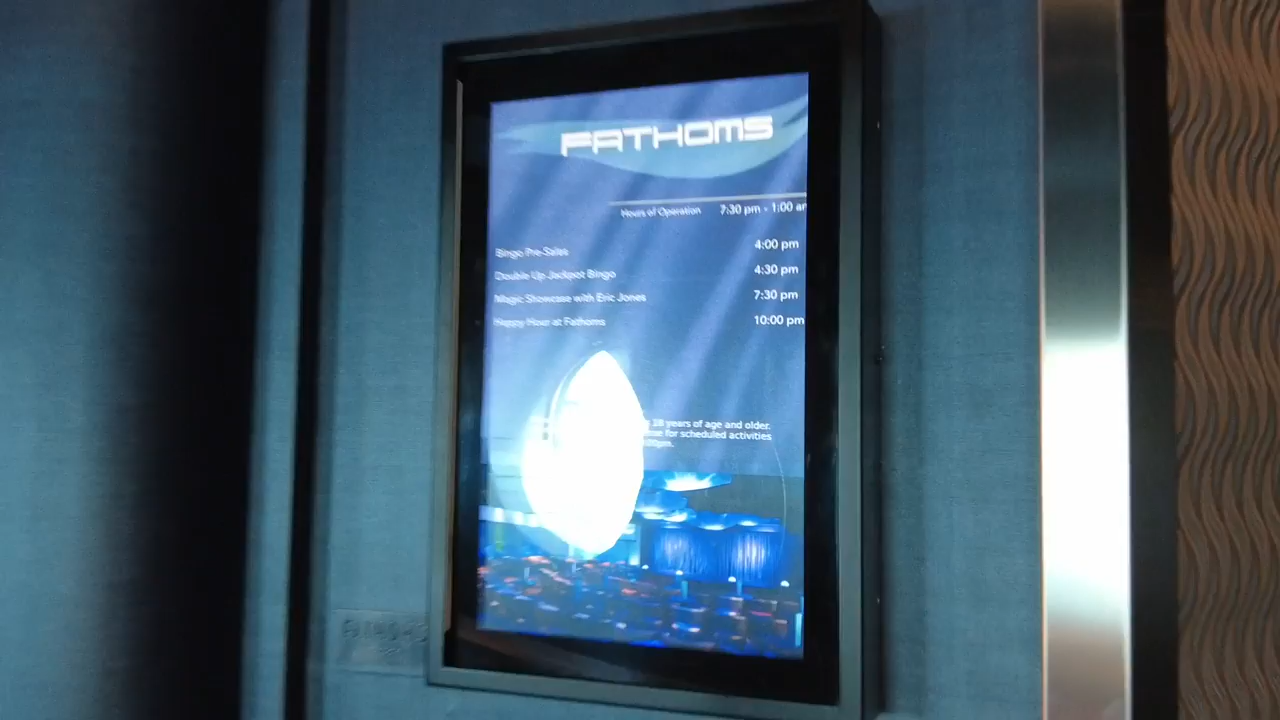 FATHOMS
Hours of Operation 7:30 pm - 1:00 am
Bingo Pre-Sales 4:00 pm
Double Up Jackpot Bingo 4:30 pm
Magic Showcase with Eric Jones 7:30 pm
Happy Hour at Fathoms 10:00 pm
18 years of age and older.
for scheduled activities